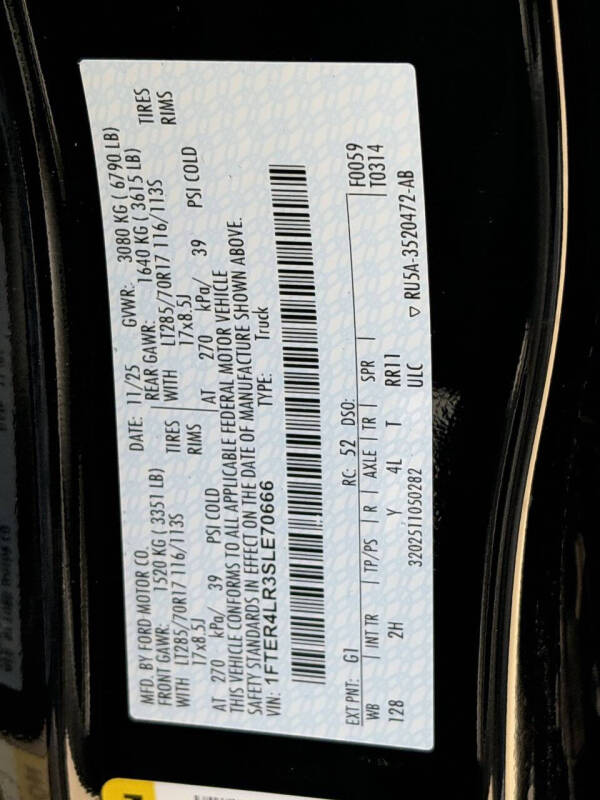 MFD. BY FORD MOTOR CO.
DATE: 11/25 GVWR: 3080 KG ( 6790 LB)
FRONT GAWR: 1520 KG ( 3351 LB) REAR GAWR: 1640 KG ( 3615 LB)
WITH LT285/70R17 116/113S TIRES WITH LT285/70R17 116/113S TIRES
17x8.5J RIMS 17x8.5J RIMS
AT 270 kPa/ 39 PSI COLD AT 270 kPa/ 39 PSI COLD
THIS VEHICLE CONFORMS TO ALL APPLICABLE FEDERAL MOTOR VEHICLE
SAFETY STANDARDS IN EFFECT ON THE DATE OF MANUFACTURE SHOWN ABOVE.
VIN: 1FTER4LR3SLE70666 TYPE: Truck
EXT PNT: G1 RC: 52 DSO: F0059
WB INT TR TP/PS R AXLE TR SPR T0314
128 2H Y 4L T RR11
ULC
3202511050282 ▽ RU5A-3520472-AB